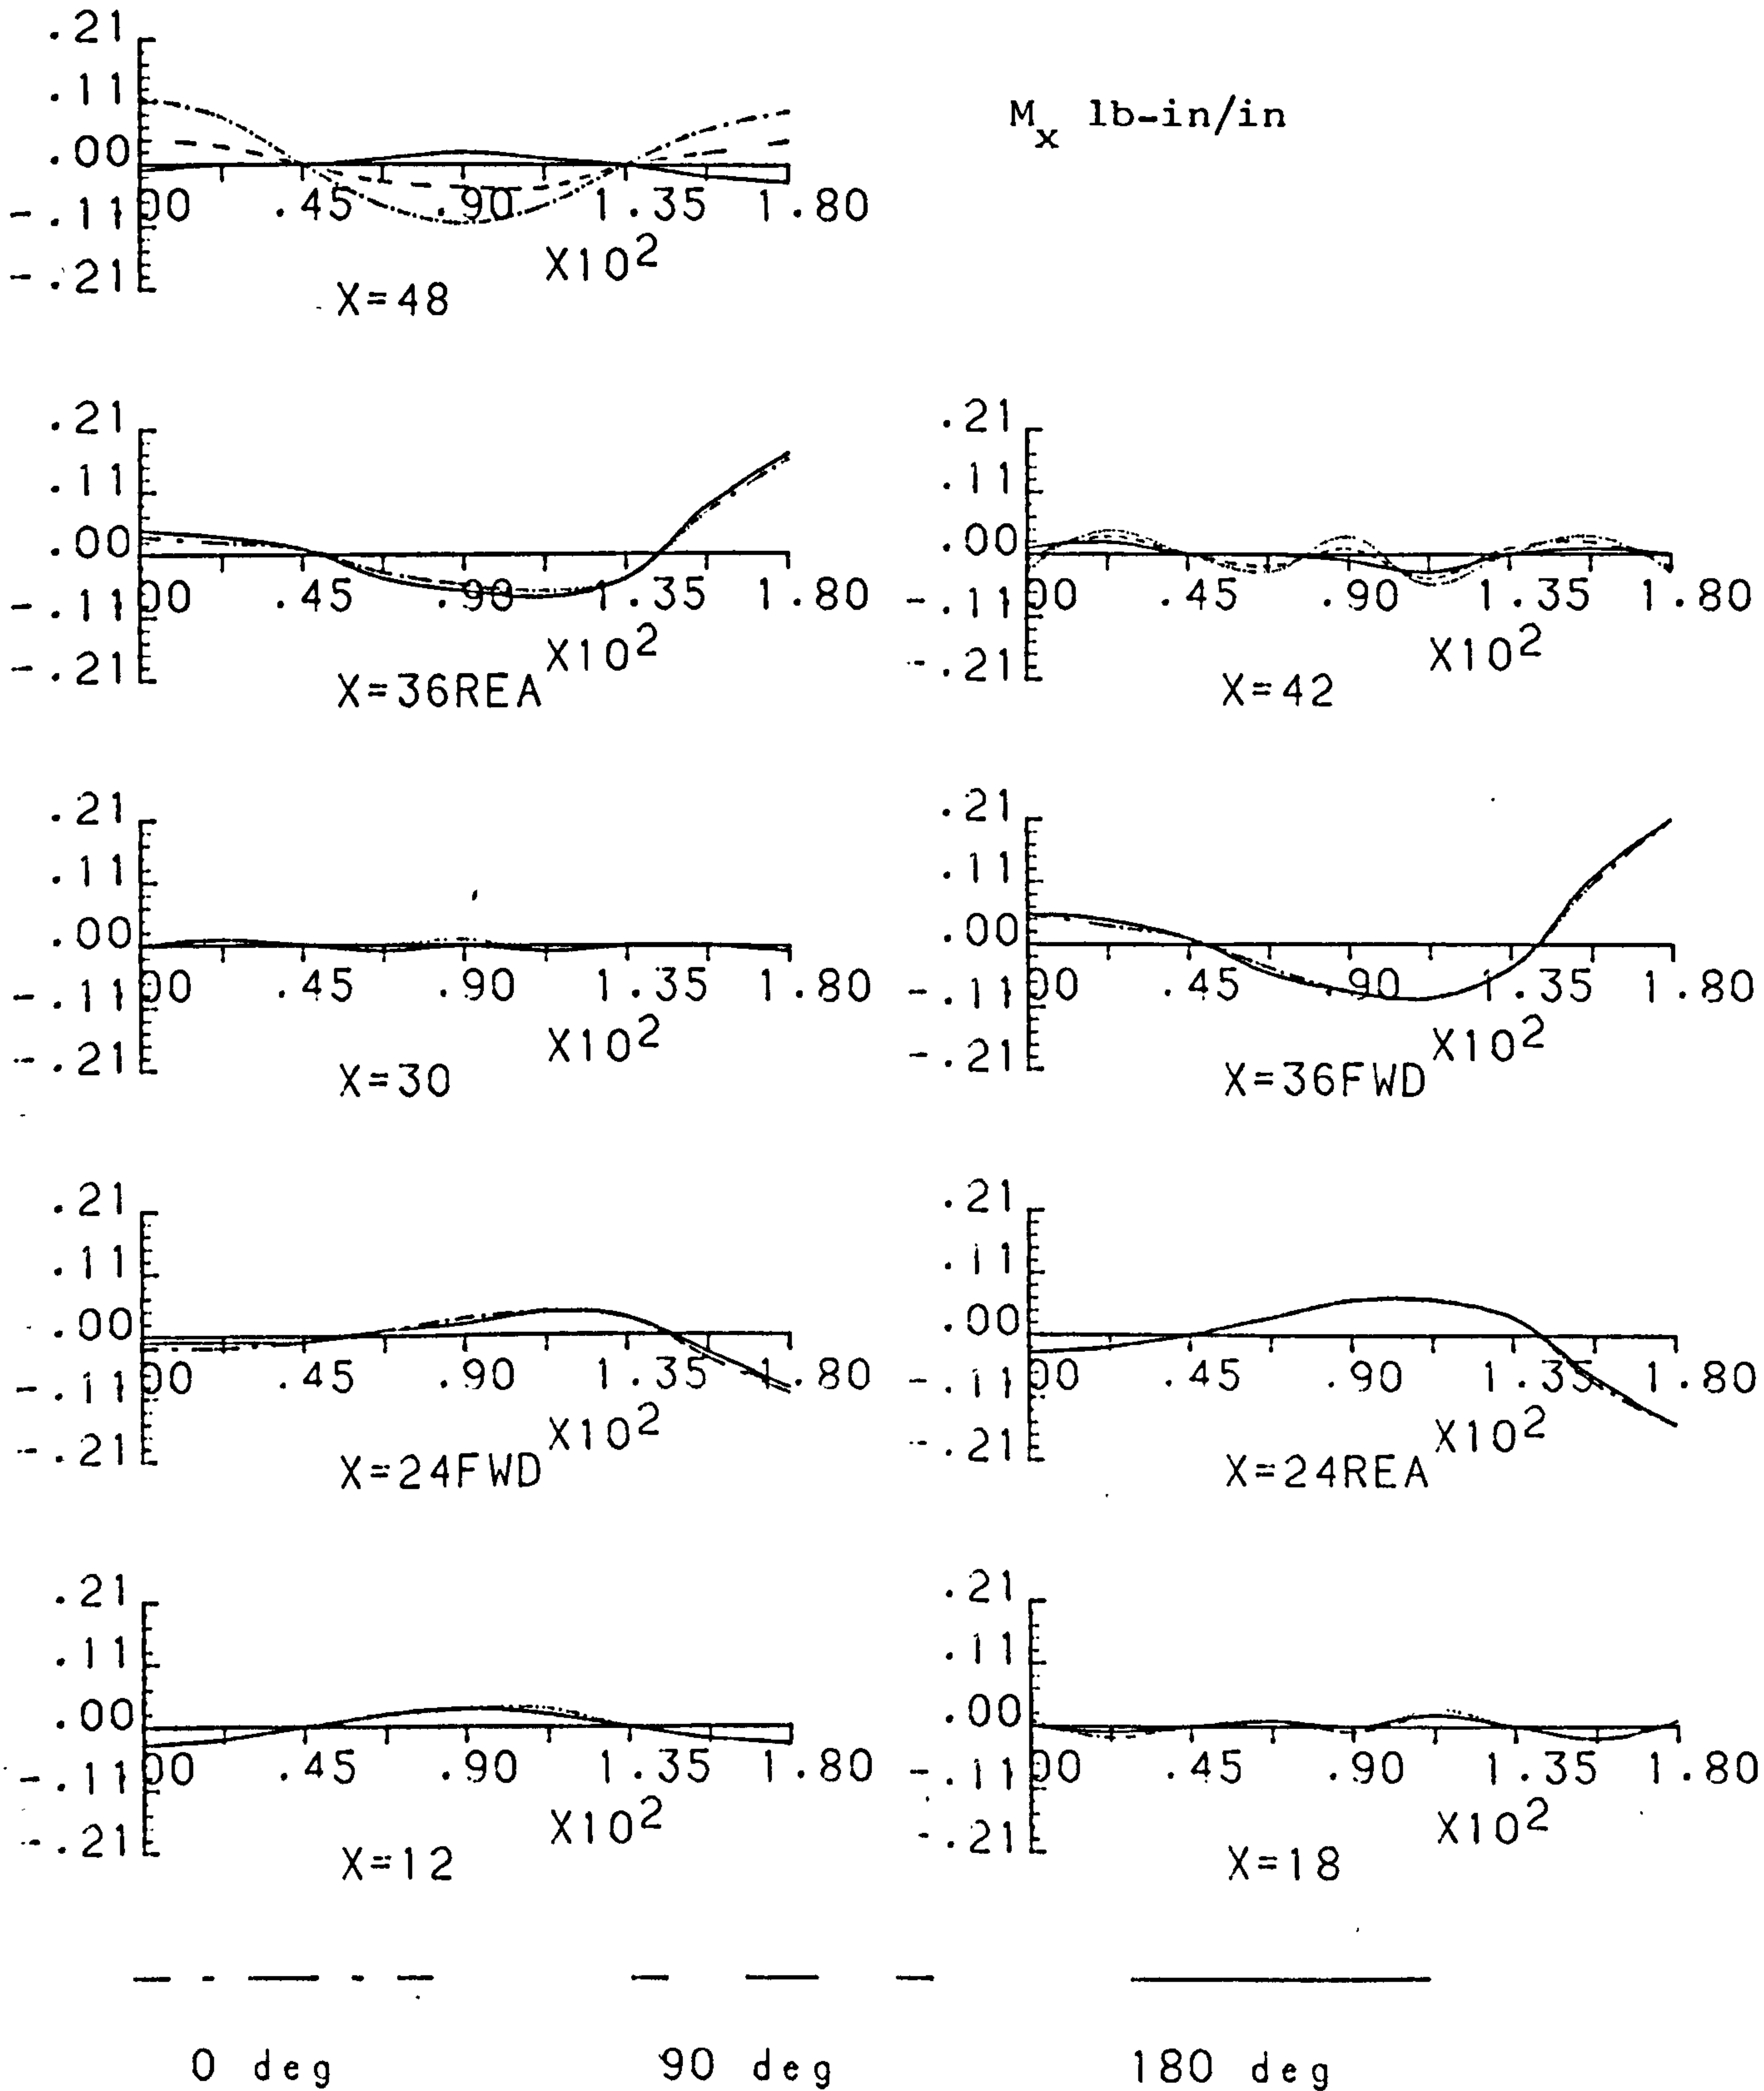 .21
.11
.00
-.11
-.21
00 .45 .90 1.35 1.80
X10²
X=48
Mₓ lb-in/in
.21
.11
.00
-.11
-.21
00 .45 .90 1.35 1.80
X10²
X=36REA
.21
.11
.00
-.11
-.21
00 .45 .90 1.35 1.80
X10²
X=42
.21
.11
.00
-.11
-.21
00 .45 .90 1.35 1.80
X10²
X=30
.21
.11
.00
-.11
-.21
00 .45 .90 1.35 1.80
X10²
X=36FWD
.21
.11
.00
-.11
-.21
00 .45 .90 1.35 1.80
X10²
X=24FWD
.21
.11
.00
-.11
-.21
00 .45 .90 1.35 1.80
X10²
X=24REA
.21
.11
.00
-.11
-.21
00 .45 .90 1.35 1.80
X10²
X=12
.21
.11
.00
-.11
-.21
00 .45 .90 1.35 1.80
X10²
X=18
0 deg 90 deg 180 deg